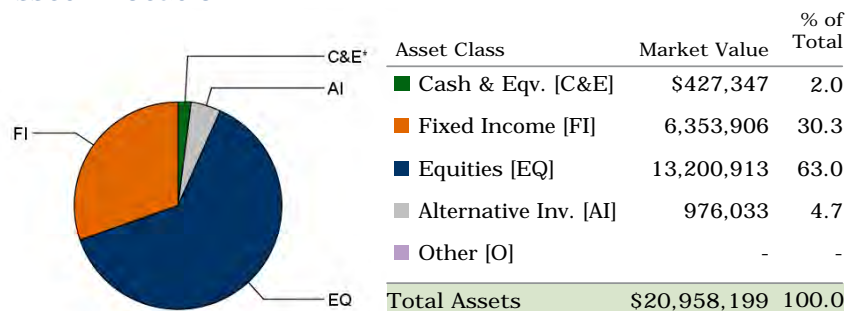 C&E+
AI
FI
EQ
% of
Asset Class Market Value Total
Cash & Eqv. [C&E] $427,347 2.0
Fixed Income [FI] 6,353,906 30.3
Equities [EQ] 13,200,913 63.0
Alternative Inv. [AI] 976,033 4.7
Other [O] - -
Total Assets $20,958,199 100.0